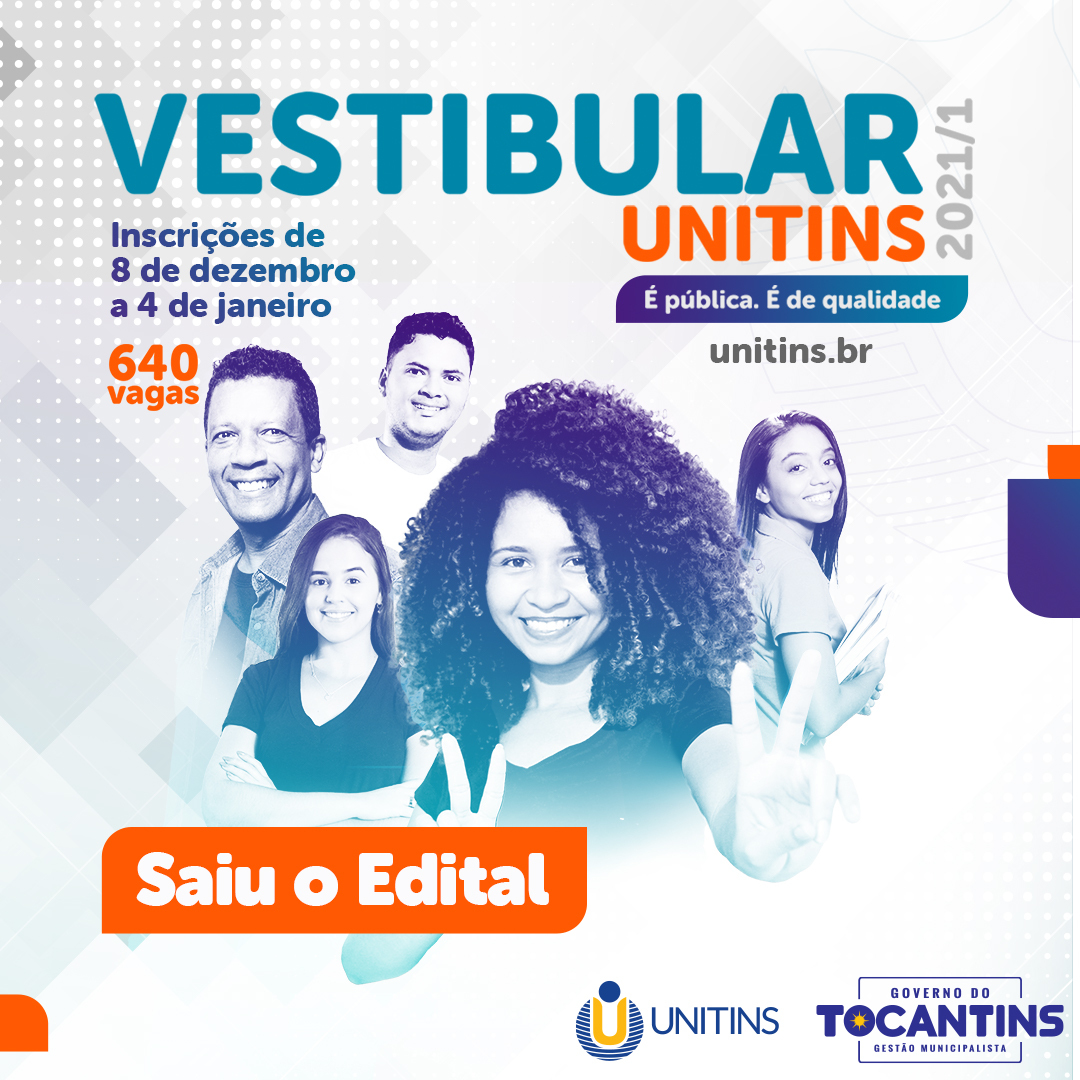 VESTIBULAR
2021/1
UNITINS
É pública. É de qualidade
unitins.br
Inscrições de
8 de dezembro
a 4 de janeiro
640
vagas
Saiu o Edital
UNITINS
GOVERNO DO
TOCANTINS
GESTÃO MUNICIPALISTA